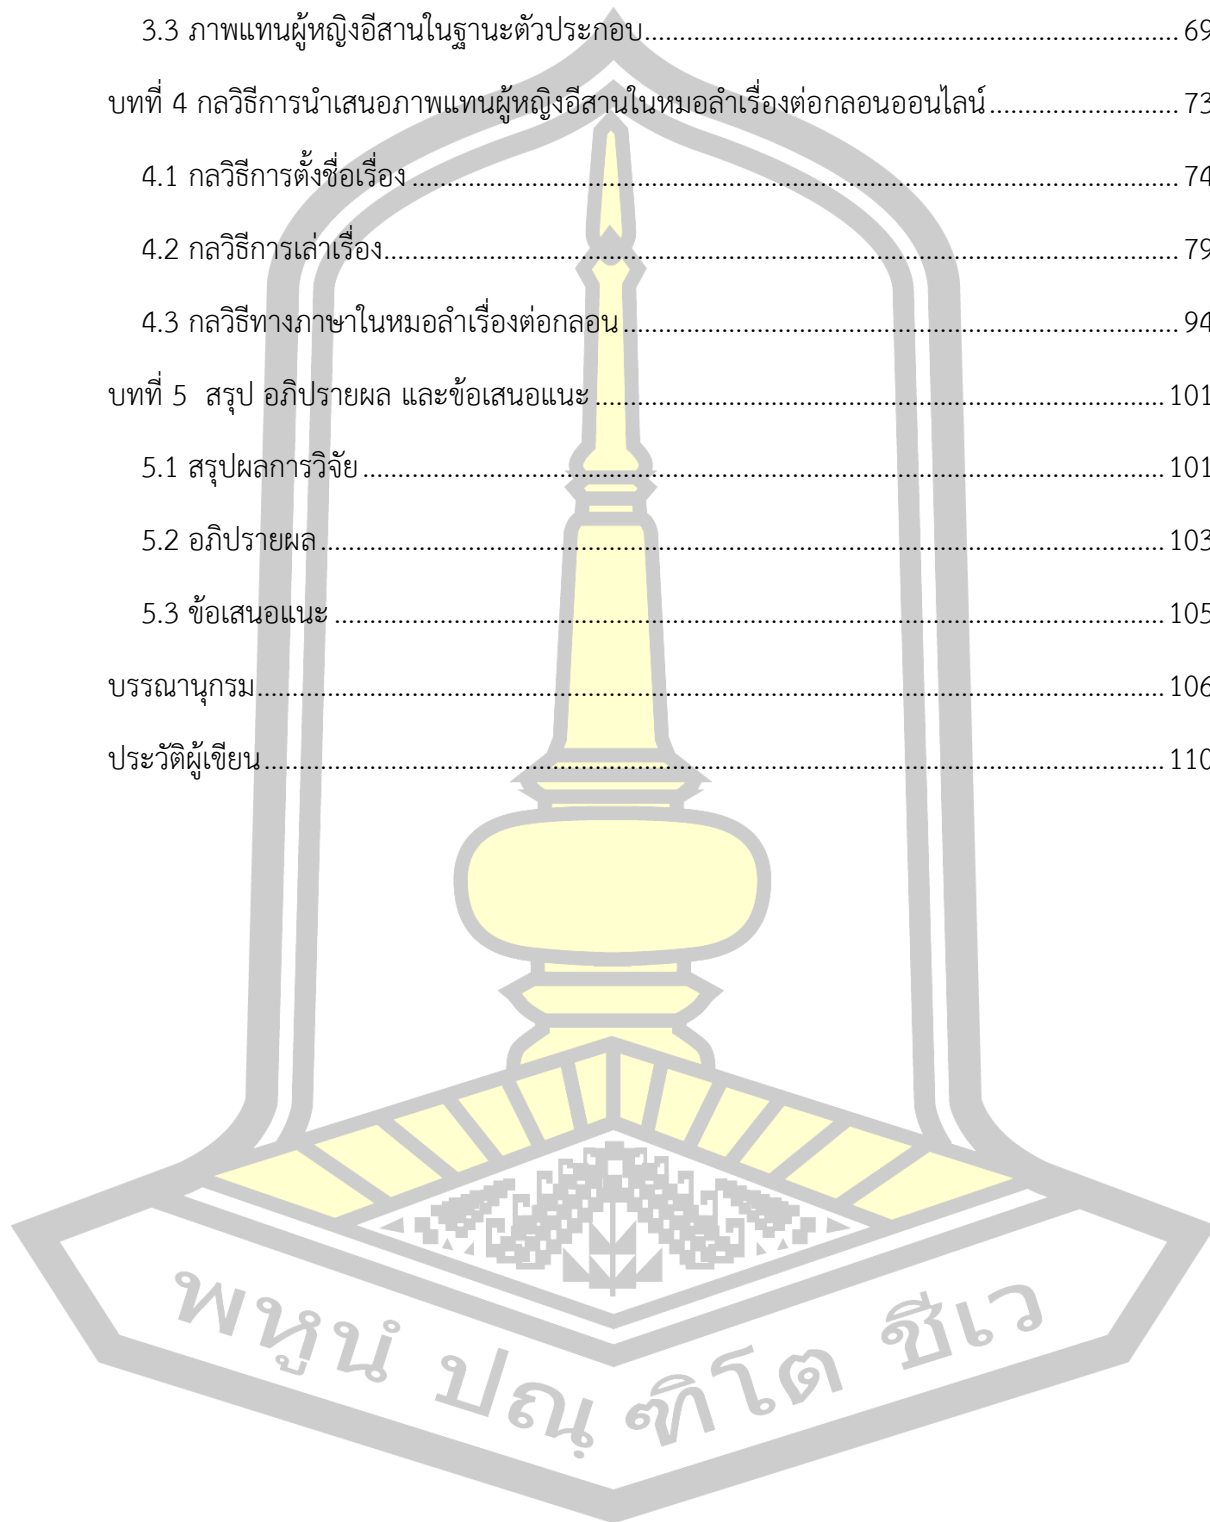 3.3 ภาพแทนผู้หญิงอีสานในฐานะตัวประกอบ.......................................................................... 69
บทที่ 4 กลวิธีการนำเสนอภาพแทนผู้หญิงอีสานในหมอลำเรื่องต่อกลอนออนไลน์.......................... 73
4.1 กลวิธีการตั้งชื่อเรื่อง.......................................................................... 74
4.2 กลวิธีการเล่าเรื่อง.......................................................................... 79
4.3 กลวิธีทางภาษาในหมอลำเรื่องต่อกลอน.......................................................................... 94
บทที่ 5 สรุป อภิปรายผล และข้อเสนอแนะ.......................................................................... 101
5.1 สรุปผลการวิจัย.......................................................................... 101
5.2 อภิปรายผล.......................................................................... 103
5.3 ข้อเสนอแนะ.......................................................................... 105
บรรณานุกรม.......................................................................... 106
ประวัติผู้เขียน.......................................................................... 110
พหูนํ ปณฺฑิโต ชีเว